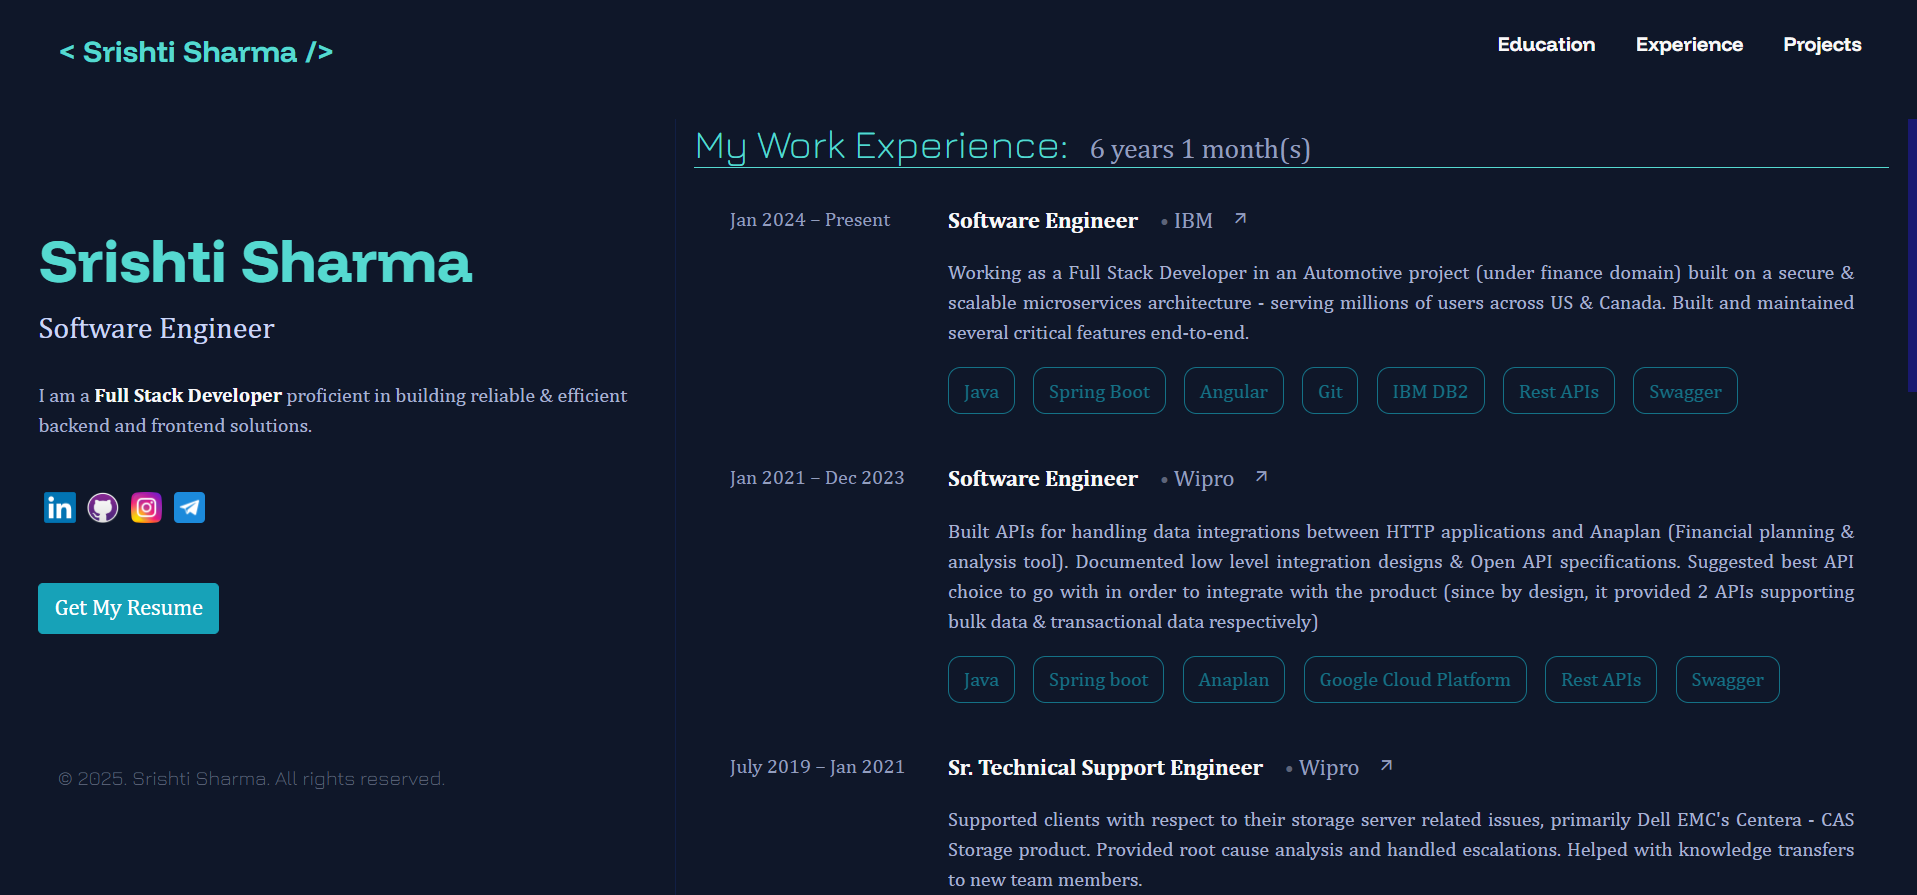 < Srishti Sharma />
Education Experience Projects
Srishti Sharma
Software Engineer
I am a Full Stack Developer proficient in building reliable & efficient
backend and frontend solutions.
in
Get My Resume
© 2025. Srishti Sharma. All rights reserved.
My Work Experience: 6 years 1 month(s)
Jan 2024 – Present
Software Engineer • IBM
Working as a Full Stack Developer in an Automotive project (under finance domain) built on a secure &
scalable microservices architecture - serving millions of users across US & Canada. Built and maintained
several critical features end-to-end.
Java Spring Boot Angular Git IBM DB2 Rest APIs Swagger
Jan 2021 – Dec 2023
Software Engineer • Wipro
Built APIs for handling data integrations between HTTP applications and Anaplan (Financial planning &
analysis tool). Documented low level integration designs & Open API specifications. Suggested best API
choice to go with in order to integrate with the product (since by design, it provided 2 APIs supporting
bulk data & transactional data respectively)
Java Spring boot Anaplan Google Cloud Platform Rest APIs Swagger
July 2019 – Jan 2021
Sr. Technical Support Engineer • Wipro
Supported clients with respect to their storage server related issues, primarily Dell EMC's Centera - CAS
Storage product. Provided root cause analysis and handled escalations. Helped with knowledge transfers
to new team members.